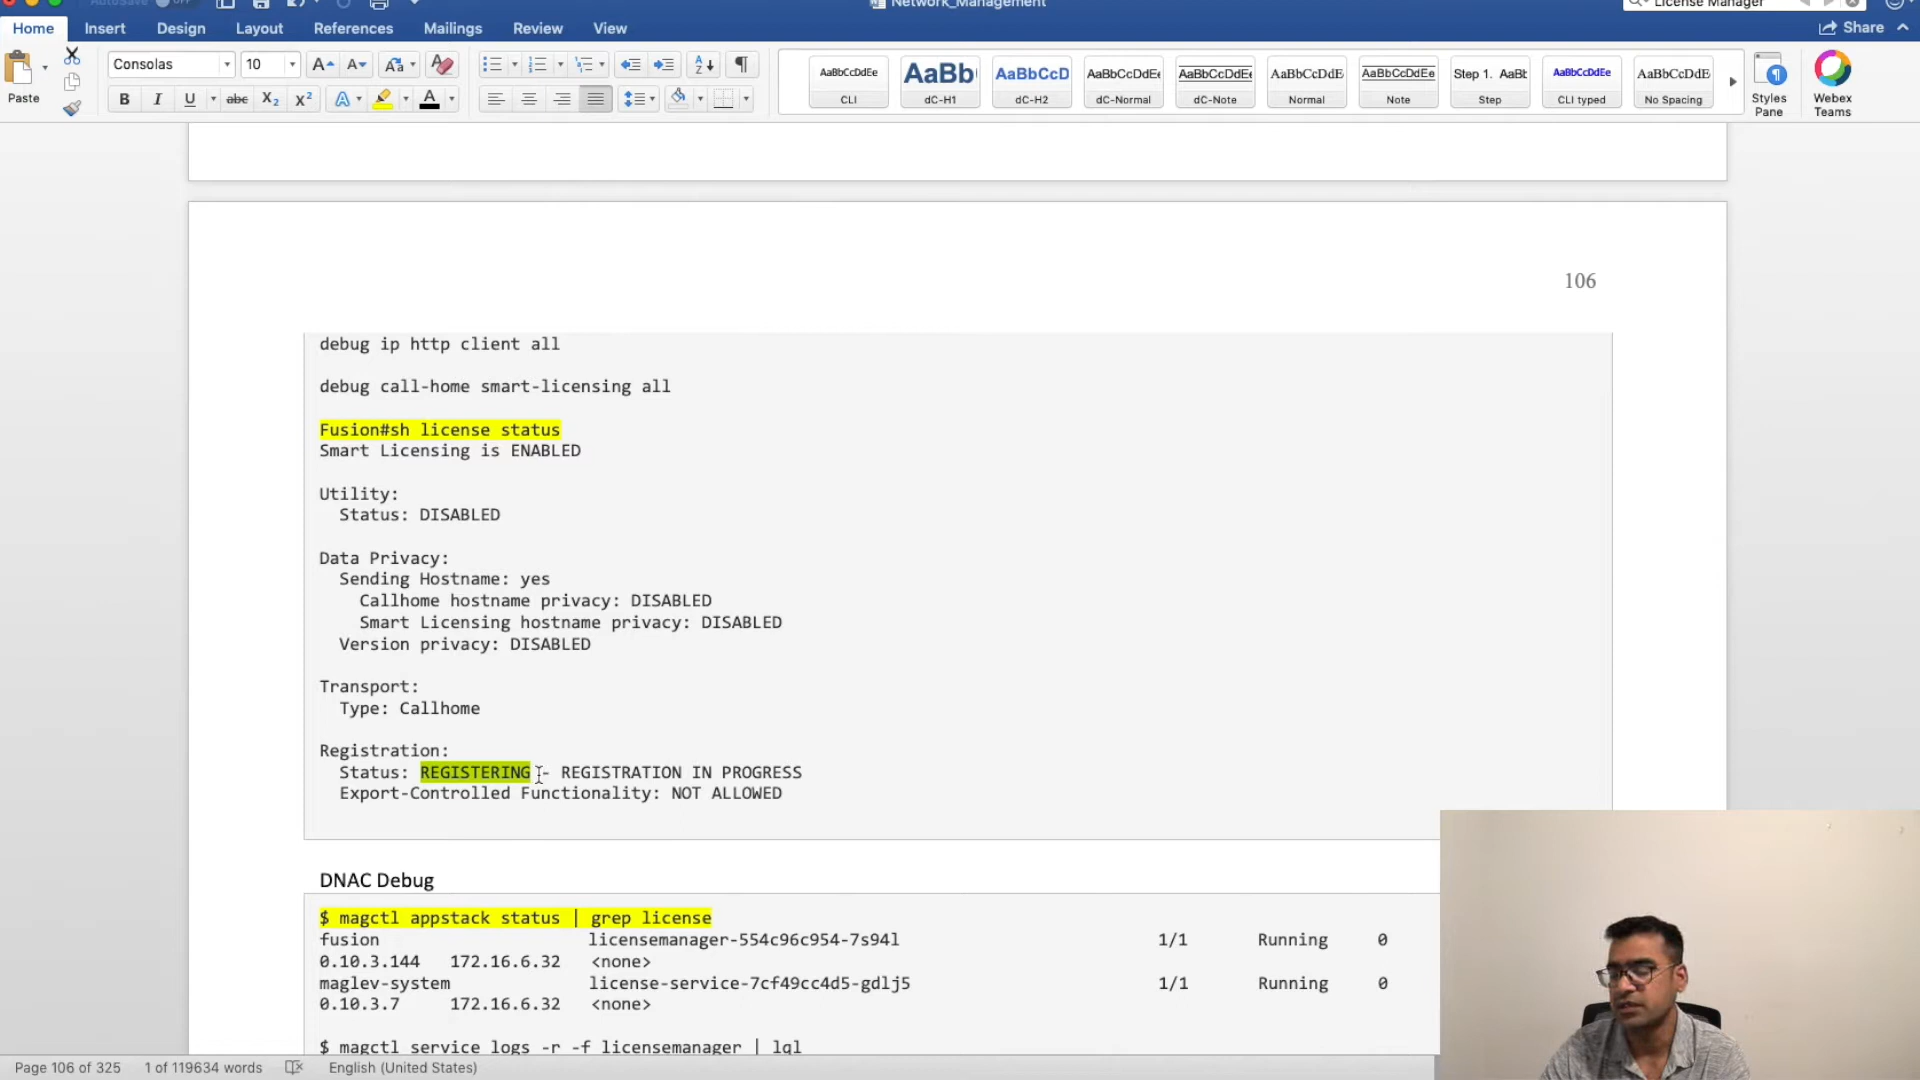 AutoSave OFF
Network_Management
License Manager
Home Insert Design Layout References Mailings Review View
Share
Paste
Consolas 10
AaBbCcDdEe CLI
AaBb dC-H1
AaBbCcD dC-H2
AaBbCcDdEe dC-Normal
AaBbCcDdEe dC-Note
AaBbCcDdE Normal
AaBbCcDdEe Note
Step 1. AaBb Step
AaBbCcDdEe CLI typed
AaBbCcDdE No Spacing
Styles Pane
Webex Teams
106
debug ip http client all
debug call-home smart-licensing all
Fusion#sh license status
Smart Licensing is ENABLED
Utility:
Status: DISABLED
Data Privacy:
Sending Hostname: yes
Callhome hostname privacy: DISABLED
Smart Licensing hostname privacy: DISABLED
Version privacy: DISABLED
Transport:
Type: Callhome
Registration:
Status: REGISTERING - REGISTRATION IN PROGRESS
Export-Controlled Functionality: NOT ALLOWED
DNAC Debug
$ magctl appstack status | grep license
fusion licensemanager-554c96c954-7s94l 1/1 Running 0
0.10.3.144 172.16.6.32 <none>
maglev-system license-service-7cf49cc4d5-gdlj5 1/1 Running 0
0.10.3.7 172.16.6.32 <none>
$ magctl service logs -r -f licensemanager | lql
Page 106 of 325 1 of 119634 words English (United States)